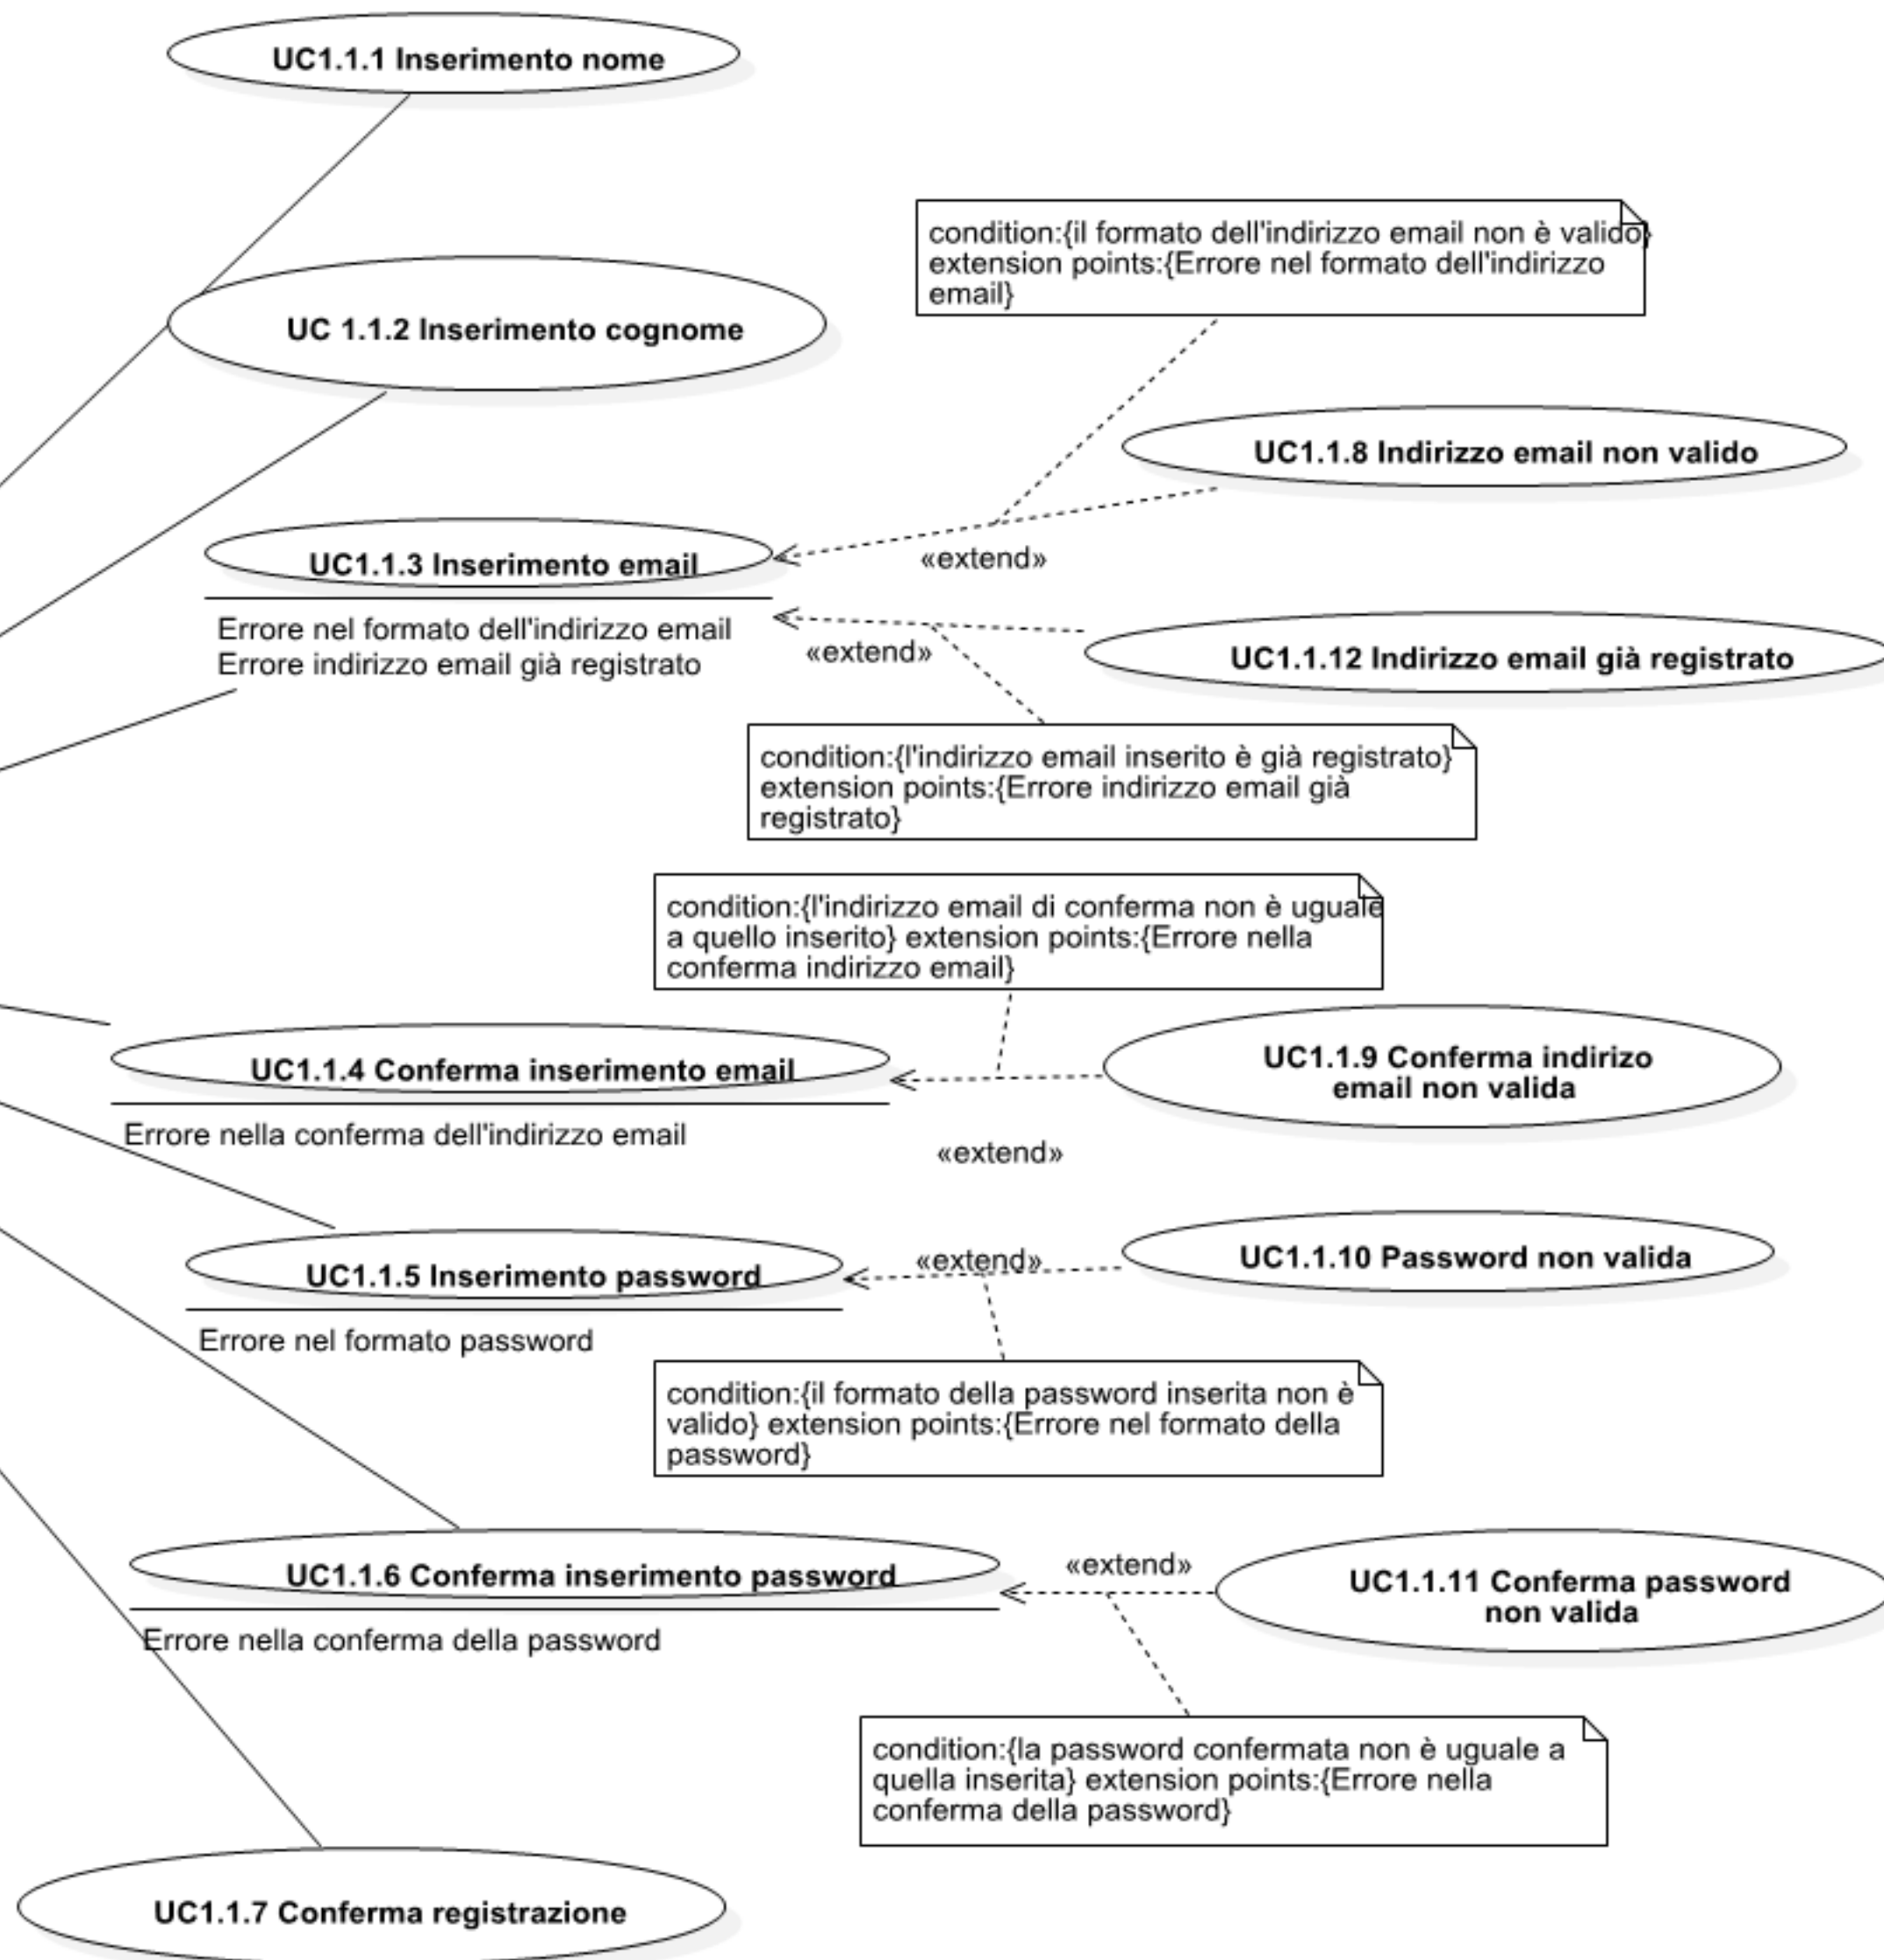 UC1.1.1 Inserimento nome
condition:{il formato dell'indirizzo email non è valido}
extension points:{Errore nel formato dell'indirizzo
email}
UC 1.1.2 Inserimento cognome
UC1.1.8 Indirizzo email non valido
«extend»
UC1.1.3 Inserimento email
Errore nel formato dell'indirizzo email
Errore indirizzo email già registrato
«extend»
UC1.1.12 Indirizzo email già registrato
condition:{l'indirizzo email inserito è già registrato}
extension points:{Errore indirizzo email già
registrato}
condition:{l'indirizzo email di conferma non è uguale
a quello inserito} extension points:{Errore nella
conferma indirizzo email}
UC1.1.4 Conferma inserimento email
Errore nella conferma dell'indirizzo email
UC1.1.9 Conferma indirizo
email non valida
«extend»
UC1.1.5 Inserimento password
Errore nel formato password
«extend»
UC1.1.10 Password non valida
condition:{il formato della password inserita non è
valido} extension points:{Errore nel formato della
password}
UC1.1.6 Conferma inserimento password
Errore nella conferma della password
«extend»
UC1.1.11 Conferma password
non valida
condition:{la password confermata non è uguale a
quella inserita} extension points:{Errore nella
conferma della password}
UC1.1.7 Conferma registrazione